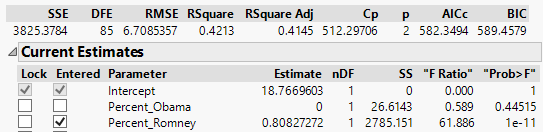 SSE DFE RMSE RSquare RSquare Adj Cp p AICc BIC
3825.3784 85 6.7085357 0.4213 0.4145 512.29706 2 582.3494 589.4579
Current Estimates
Lock Entered Parameter Estimate nDF SS "F Ratio" "Prob>F"
Intercept 18.7669603 1 0 0.000 1
Percent_Obama 0 1 26.6143 0.589 0.44515
Percent_Romney 0.80827272 1 2785.151 61.886 1e-11